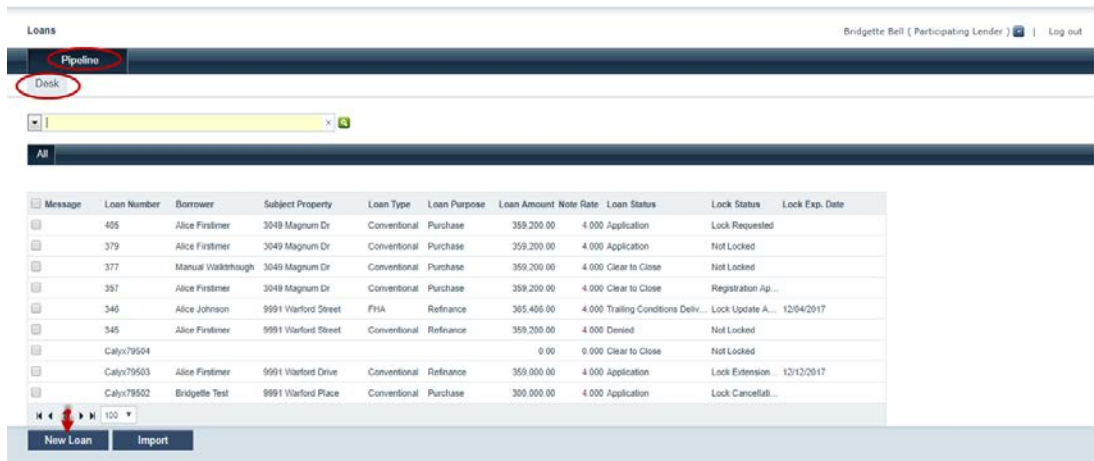 Loans Bridgette Bell ( Participating Lender ) | Log out
Pipeline
Desk
All
Message Loan Number Borrower Subject Property Loan Type Loan Purpose Loan Amount Note Rate Loan Status Lock Status Lock Exp. Date
405 Alice Firstimer 3049 Magnum Dr Conventional Purchase 359,200.00 4.000 Application Lock Requested
379 Alice Firstimer 3049 Magnum Dr Conventional Purchase 359,200.00 4.000 Application Not Locked
377 Manual Walktrhough 3049 Magnum Dr Conventional Purchase 359,200.00 4.000 Clear to Close Not Locked
357 Alice Firstimer 3049 Magnum Dr Conventional Purchase 359,200.00 4.000 Clear to Close Registration Ap...
346 Alice Johnson 9991 Warford Street FHA Refinance 365,486.00 4.000 Trailing Conditions Deliv... Lock Update A... 12/04/2017
345 Alice Firstimer 9991 Warford Street Conventional Refinance 359,200.00 4.000 Denied Not Locked
Calyx79504 0.00 0.000 Clear to Close Not Locked
Calyx79503 Alice Firstimer 9991 Warford Drive Conventional Refinance 359,000.00 4.000 Application Lock Extension... 12/12/2017
Calyx79502 Bridgette Test 9991 Warford Place Conventional Purchase 300,000.00 4.000 Application Lock Cancellati...
100
New Loan Import